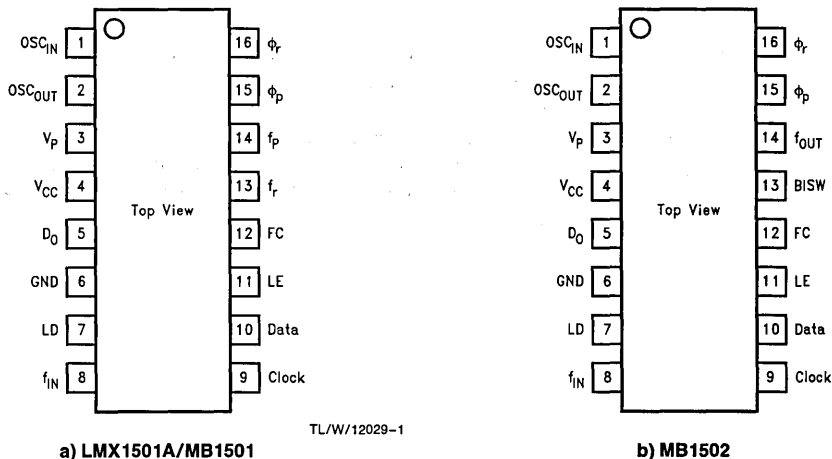 OSC_IN 1 16 φ_r
OSC_OUT 2 15 φ_p
V_P 3 14 f_P
V_CC 4 13 f_r
Top View
D_O 5 12 FC
GND 6 11 LE
LD 7 10 Data
f_IN 8 9 Clock
TL/W/12029-1
a) LMX1501A/MB1501
OSC_IN 1 16 φ_r
OSC_OUT 2 15 φ_p
V_P 3 14 f_OUT
V_CC 4 13 BISW
Top View
D_O 5 12 FC
GND 6 11 LE
LD 7 10 Data
f_IN 8 9 Clock
b) MB1502